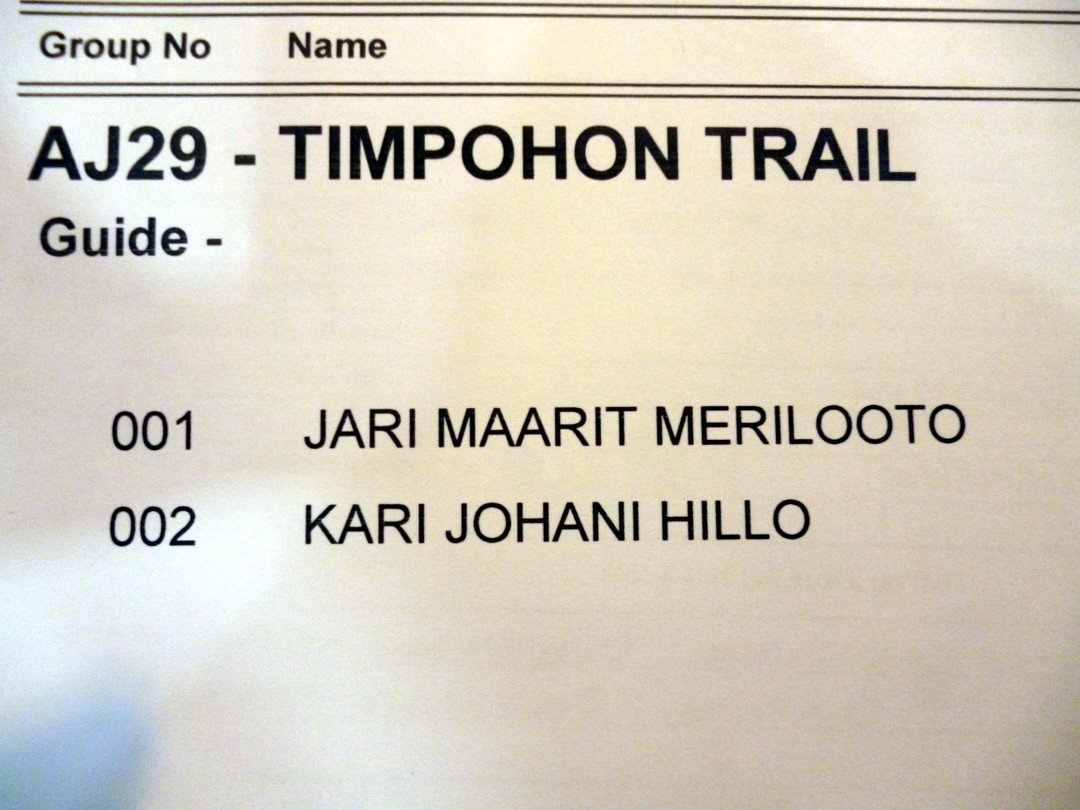 Group No Name
AJ29 - TIMPOHON TRAIL
Guide -
001 JARI MAARIT MERILOOTO
002 KARI JOHANI HILLO